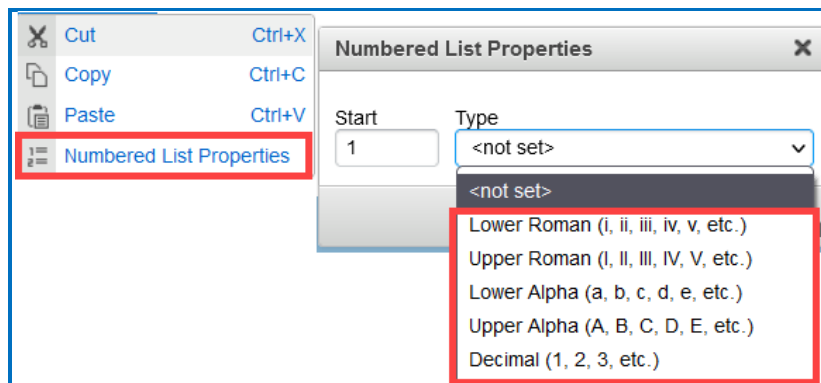 Cut Ctrl+X
Copy Ctrl+C
Paste Ctrl+V
Numbered List Properties
Numbered List Properties
Start Type
1 <not set>
<not set>
Lower Roman (i, ii, iii, iv, v, etc.)
Upper Roman (I, II, III, IV, V, etc.)
Lower Alpha (a, b, c, d, e, etc.)
Upper Alpha (A, B, C, D, E, etc.)
Decimal (1, 2, 3, etc.)